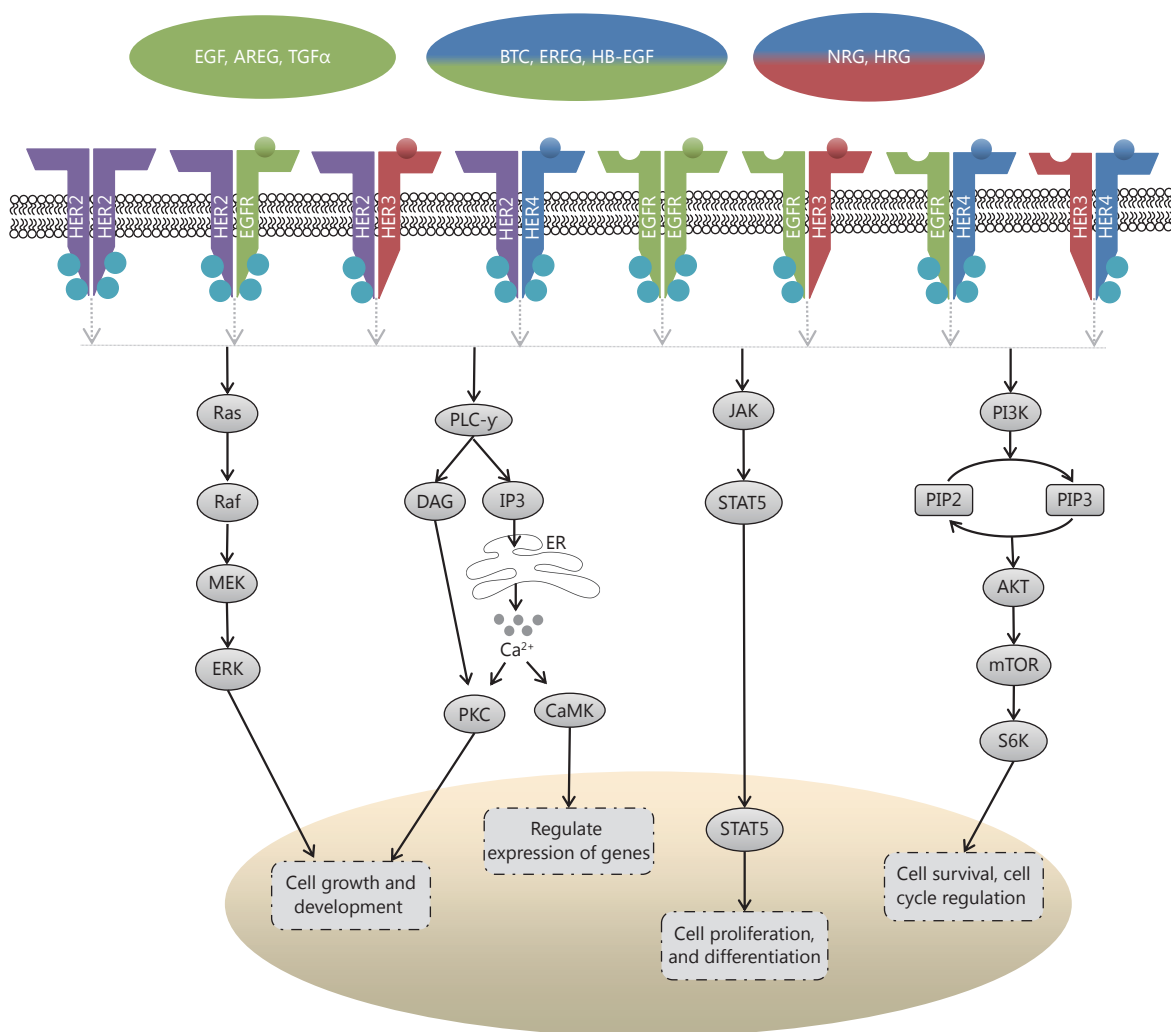 EGF, AREG, TGFα
BTC, EREG, HB-EGF
NRG, HRG
HER2
HER2
HER2
EGFR
HER2
HER3
HER2
HER4
EGFR
EGFR
EGFR
HER3
EGFR
HER4
HER3
HER4
Ras
PLC-y
JAK
PI3K
Raf
DAG
IP3
STAT5
PIP2
PIP3
ER
MEK
AKT
Ca²⁺
ERK
mTOR
PKC
CaMK
S6K
Regulate
expression of genes
STAT5
Cell growth and
development
Cell survival, cell
cycle regulation
Cell proliferation,
and differentiation